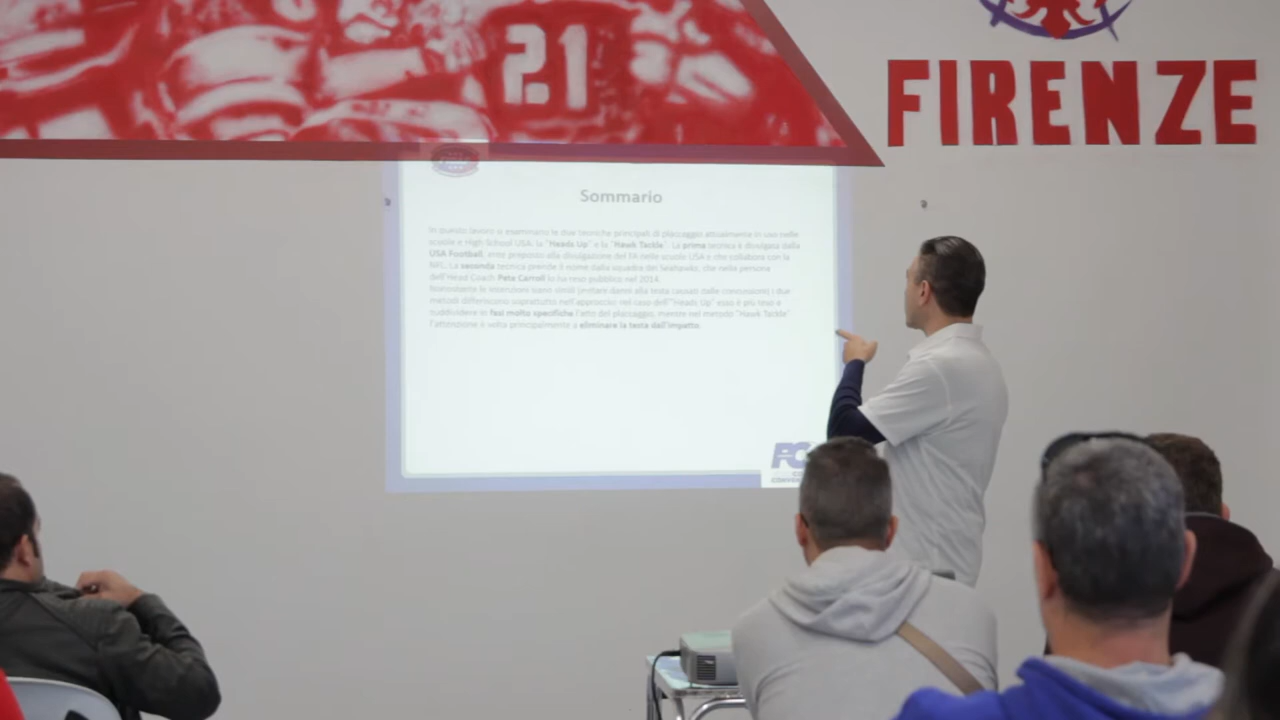 21
FIRENZE
Sommario
In questo lavoro si esaminano le due tecniche principali di placcaggio attualmente in uso nelle
scuole e High School USA, la "Heads Up" e la "Hawk Tackle". La prima tecnica è divulgata dalla
USA Football, ente preposto alla divulgazione del FA nelle scuole USA e che collabora con la
NFL. La seconda tecnica prende il nome dalla squadra dei Seahawks, che nella persona
dell'Head Coach Pete Carroll lo ha reso pubblico nel 2014.
Nonostante le intenzioni siano simili (evitare danni alla testa causati dalle concussioni) i due
metodi differiscono soprattutto nell'approccio nel caso dell'"Heads Up" esso è più teso a
suddividere in fasi molto specifiche l'atto del placcaggio, mentre nel metodo "Hawk Tackle"
l'attenzione è volta principalmente a eliminare la testa dall'impatto.